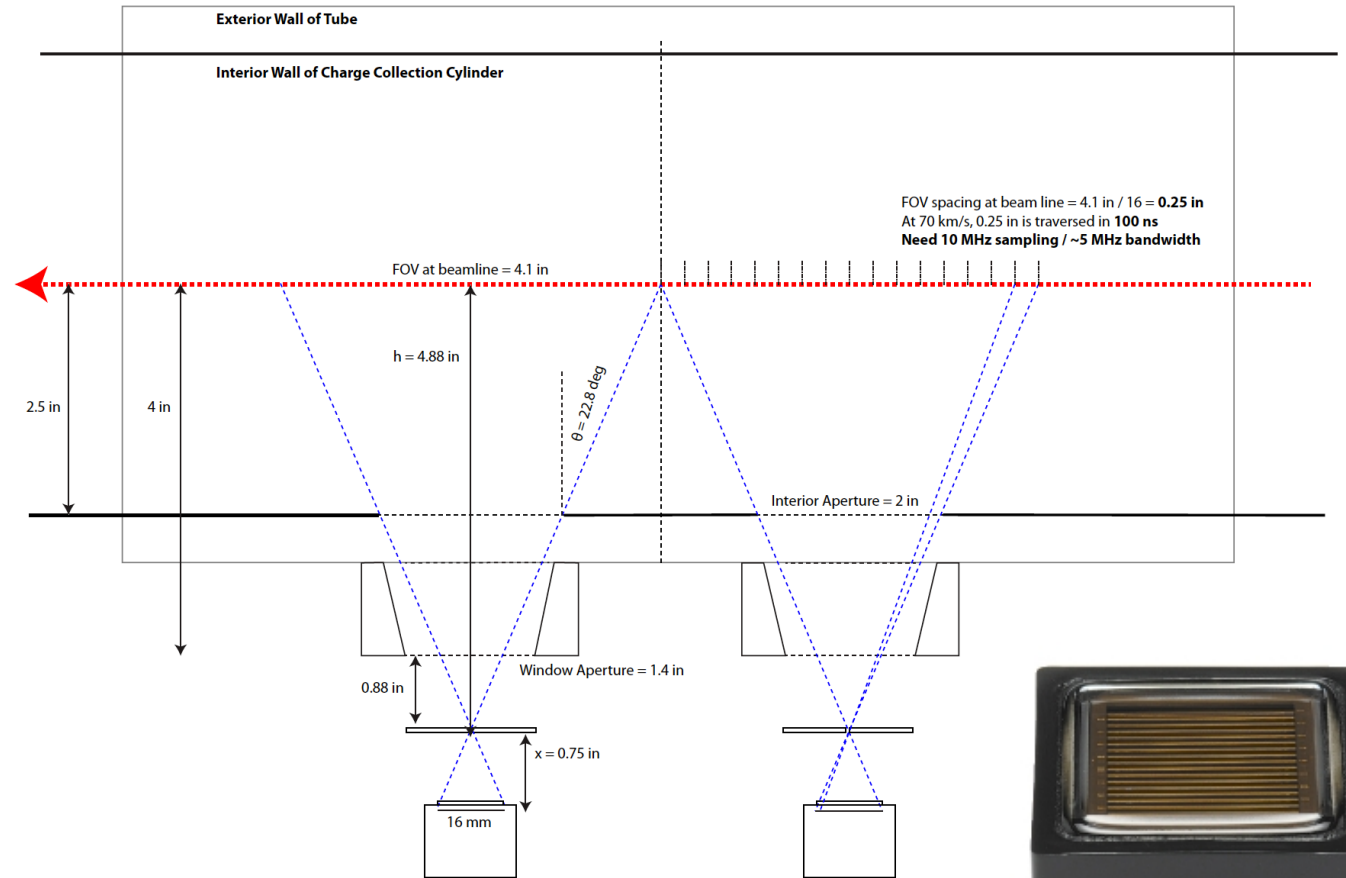 Exterior Wall of Tube
Interior Wall of Charge Collection Cylinder
FOV spacing at beam line = 4.1 in / 16 = 0.25 in
At 70 km/s, 0.25 in is traversed in 100 ns
Need 10 MHz sampling / ~5 MHz bandwidth
FOV at beamline = 4.1 in
h = 4.88 in
θ = 22.8 deg
2.5 in
4 in
Interior Aperture = 2 in
Window Aperture = 1.4 in
0.88 in
x = 0.75 in
16 mm